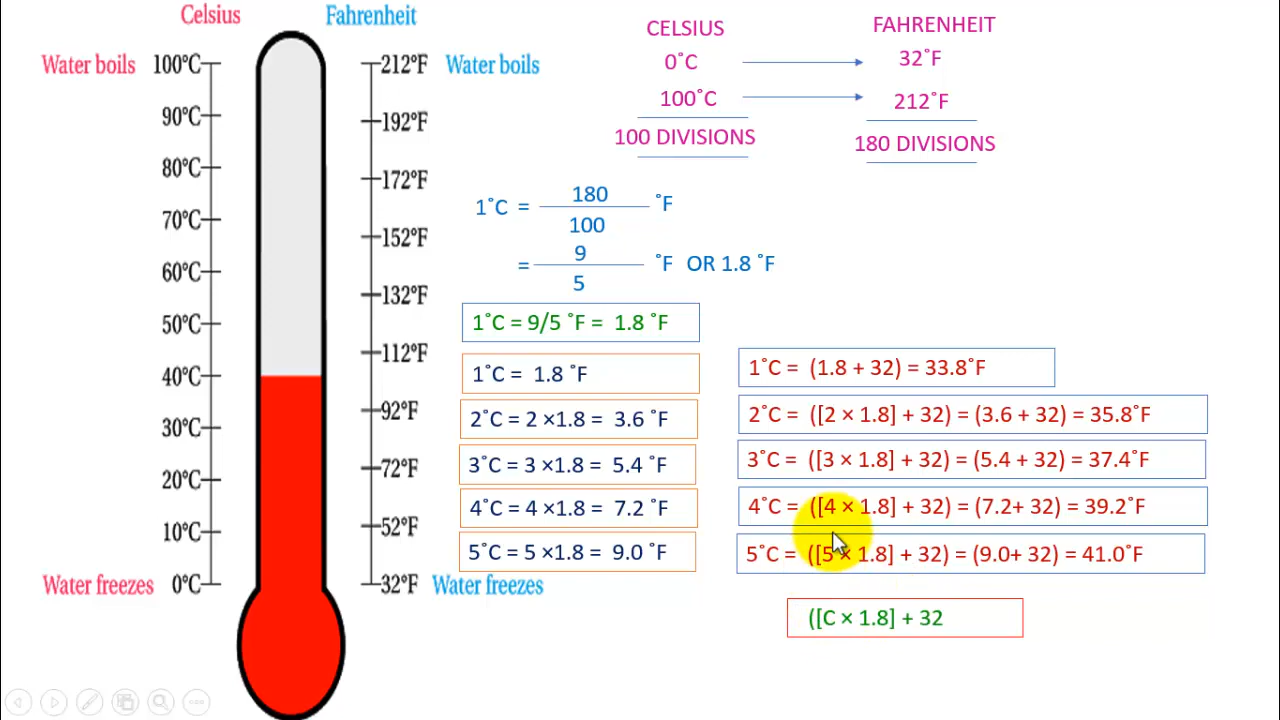 Celsius Fahrenheit
Water boils 100°C 212°F Water boils
90°C 192°F
80°C 172°F
70°C 152°F
60°C 132°F
50°C 112°F
40°C 92°F
30°C 72°F
20°C 52°F
10°C
Water freezes 0°C 32°F Water freezes
CELSIUS FAHRENHEIT
0˚C 32˚F
100˚C 212˚F
100 DIVISIONS 180 DIVISIONS
180
1˚C = ˚F
100
9
= ˚F OR 1.8 ˚F
5
1˚C = 9/5 ˚F = 1.8 ˚F
1˚C = 1.8 ˚F
2˚C = 2 ×1.8 = 3.6 ˚F
3˚C = 3 ×1.8 = 5.4 ˚F
4˚C = 4 ×1.8 = 7.2 ˚F
5˚C = 5 ×1.8 = 9.0 ˚F
1˚C = (1.8 + 32) = 33.8˚F
2˚C = ([2 × 1.8] + 32) = (3.6 + 32) = 35.8˚F
3˚C = ([3 × 1.8] + 32) = (5.4 + 32) = 37.4˚F
4˚C = ([4 × 1.8] + 32) = (7.2+ 32) = 39.2˚F
5˚C = ([5 × 1.8] + 32) = (9.0+ 32) = 41.0˚F
([C × 1.8] + 32